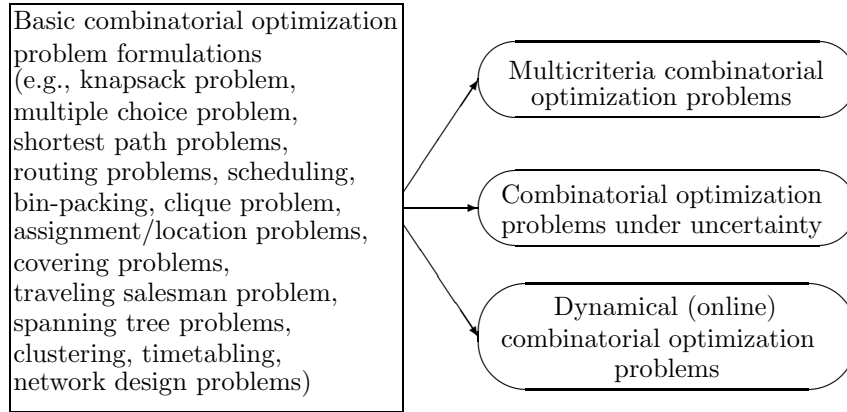 Basic combinatorial optimization
problem formulations
(e.g., knapsack problem,
multiple choice problem,
shortest path problems,
routing problems, scheduling,
bin-packing, clique problem,
assignment/location problems,
covering problems,
traveling salesman problem,
spanning tree problems,
clustering, timetabling,
network design problems)
Multicriteria combinatorial
optimization problems
Combinatorial optimization
problems under uncertainty
Dynamical (online)
combinatorial optimization
problems